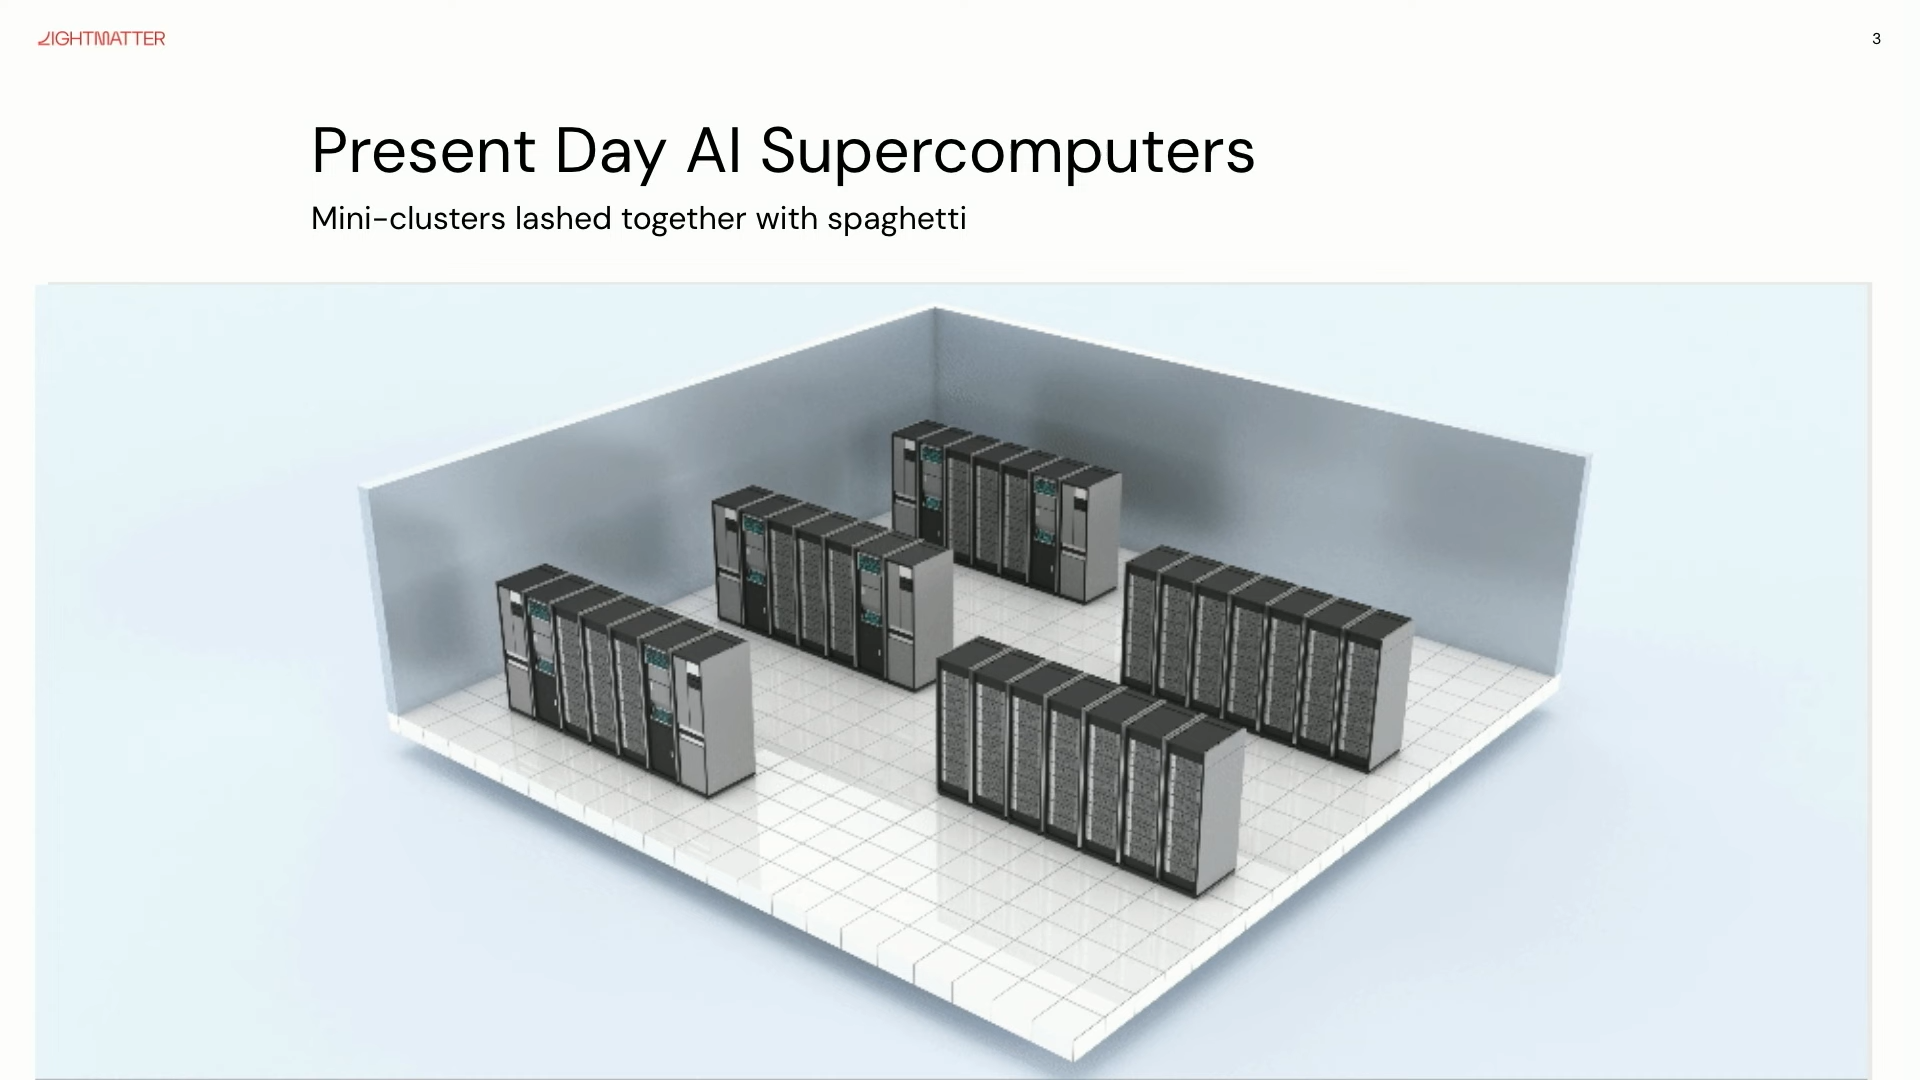 LIGHTMATTER
3
Present Day AI Supercomputers
Mini-clusters lashed together with spaghetti